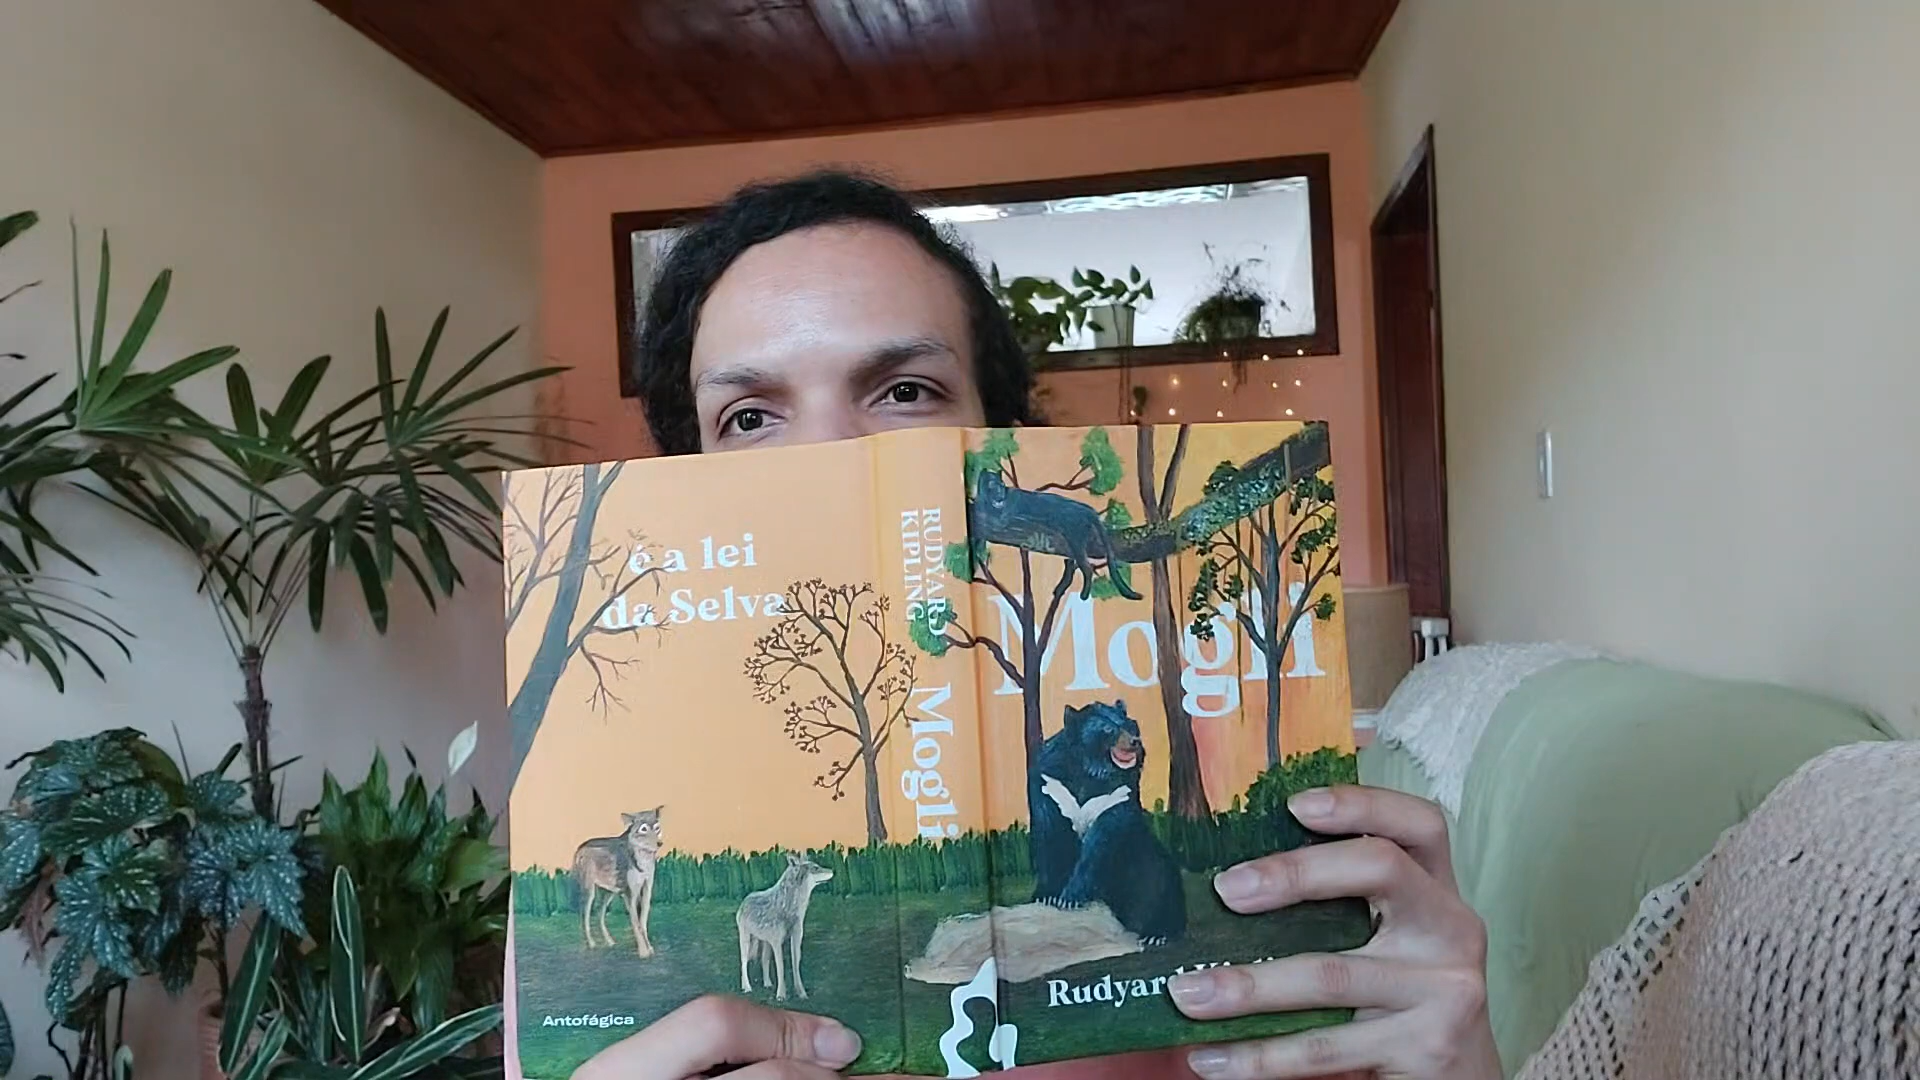 é a lei
da Selva
Antofágica
RUDYARD
KIPLING
Mogli
Mogli
Rudyard